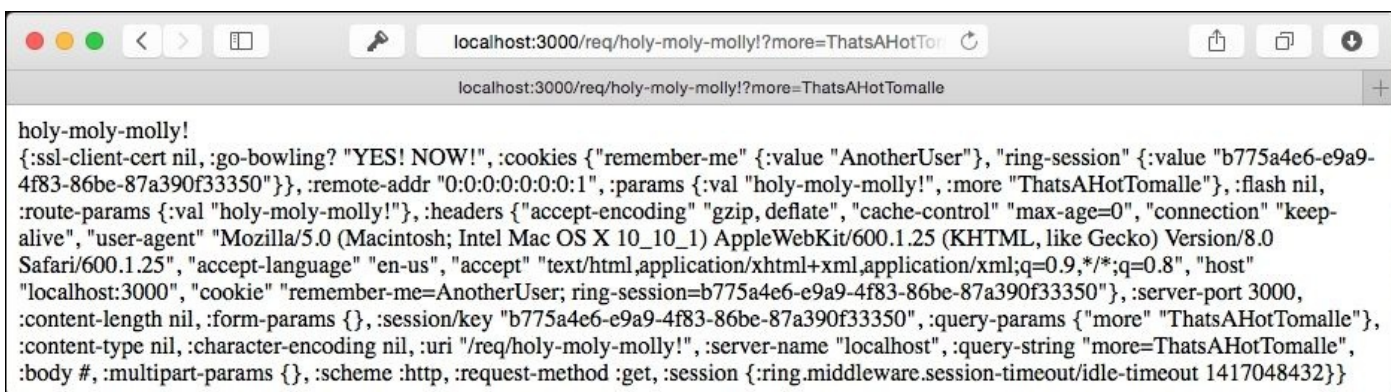 localhost:3000/req/holy-moly-molly!?more=ThatsAHotTor
localhost:3000/req/holy-moly-molly!?more=ThatsAHotTomalle
holy-moly-molly!
{:ssl-client-cert nil, :go-bowling? "YES! NOW!", :cookies {"remember-me" {:value "AnotherUser"}, "ring-session" {:value "b775a4e6-e9a9-
4f83-86be-87a390f33350"}}, :remote-addr "0:0:0:0:0:0:0:1", :params {:val "holy-moly-molly!", :more "ThatsAHotTomalle"}, :flash nil,
:route-params {:val "holy-moly-molly!"}, :headers {"accept-encoding" "gzip, deflate", "cache-control" "max-age=0", "connection" "keep-
alive", "user-agent" "Mozilla/5.0 (Macintosh; Intel Mac OS X 10_10_1) AppleWebKit/600.1.25 (KHTML, like Gecko) Version/8.0
Safari/600.1.25", "accept-language" "en-us", "accept" "text/html,application/xhtml+xml,application/xml;q=0.9,*/*;q=0.8", "host"
"localhost:3000", "cookie" "remember-me=AnotherUser; ring-session=b775a4e6-e9a9-4f83-86be-87a390f33350"}, :server-port 3000,
:content-length nil, :form-params {}, :session/key "b775a4e6-e9a9-4f83-86be-87a390f33350", :query-params {"more" "ThatsAHotTomalle"},
:content-type nil, :character-encoding nil, :uri "/req/holy-moly-molly!", :server-name "localhost", :query-string "more=ThatsAHotTomalle",
:body #, :multipart-params {}, :scheme :http, :request-method :get, :session {:ring.middleware.session-timeout/idle-timeout 1417048432}}